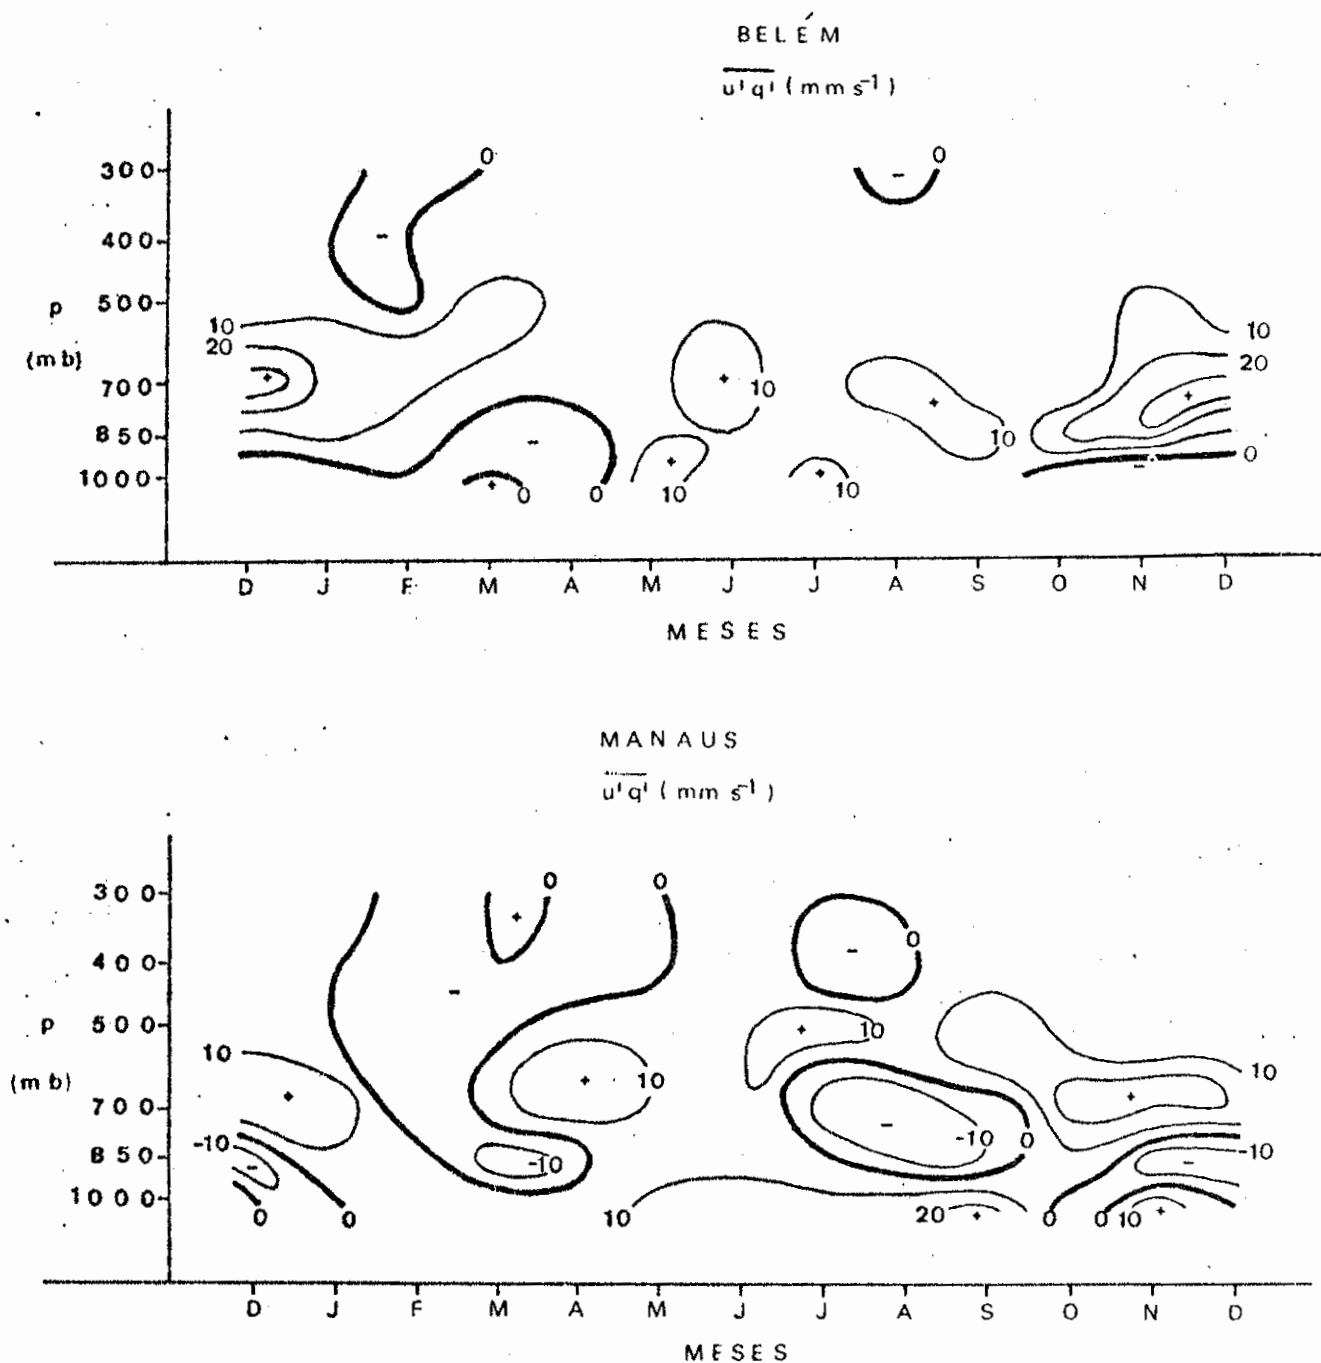 BELÉM
u'q' (mm s⁻¹)
0 0
300
400
p 500
10 10
(mb) 20 20
700 10
850 10
0
1000 0 0 10 10
D J F M A M J J A S O N D
MESES
MANAUS
u'q' (mm s⁻¹)
0 0
300
0
400
p 500 10
10
(mb) 10 10
700
-10 -10 0 -10
850 -10
1000
0 0 10 20 0 0 10
D J F M A M J J A S O N D
MESES